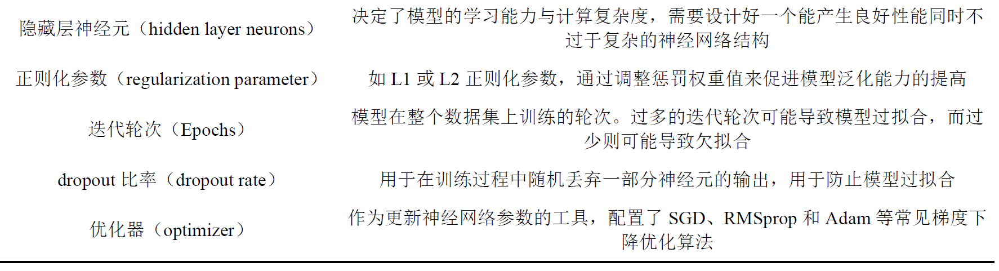 隐藏层神经元（hidden layer neurons）
决定了模型的学习能力与计算复杂度，需要设计好一个能产生良好性能同时不
过于复杂的神经网络结构
正则化参数（regularization parameter）
如 L1 或 L2 正则化参数，通过调整惩罚权重值来促进模型泛化能力的提高
迭代轮次（Epochs）
模型在整个数据集上训练的轮次。过多的迭代轮次可能导致模型过拟合，而过
少则可能导致欠拟合
dropout 比率（dropout rate）
用于在训练过程中随机丢弃一部分神经元的输出，用于防止模型过拟合
优化器（optimizer）
作为更新神经网络参数的工具，配置了 SGD、RMSprop 和 Adam 等常见梯度下
降优化算法